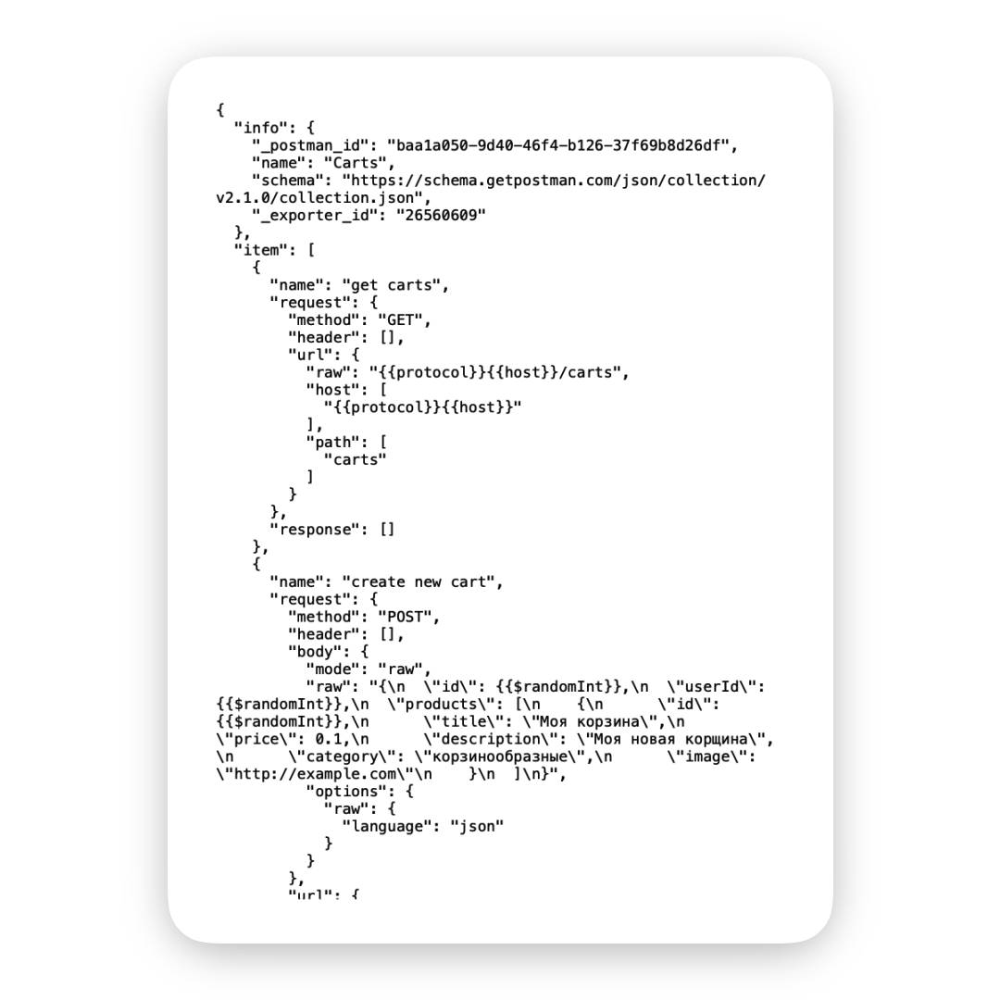 {
  "info": {
    "_postman_id": "baa1a050-9d40-46f4-b126-37f69b8d26df",
    "name": "Carts",
    "schema": "https://schema.getpostman.com/json/collection/
v2.1.0/collection.json",
    "_exporter_id": "26560609"
  },
  "item": [
    {
      "name": "get carts",
      "request": {
        "method": "GET",
        "header": [],
        "url": {
          "raw": "{{protocol}}{{host}}/carts",
          "host": [
            "{{protocol}}{{host}}"
          ],
          "path": [
            "carts"
          ]
        }
      },
      "response": []
    },
    {
      "name": "create new cart",
      "request": {
        "method": "POST",
        "header": [],
        "body": {
          "mode": "raw",
          "raw": "{\n  \"id\": {{$randomInt}},\n  \"userId\":
{{$randomInt}},\n  \"products\": [\n    {\n      \"id\":
{{$randomInt}},\n      \"title\": \"Моя корзина\",\n
\"price\": 0.1,\n      \"description\": \"Моя новая корщина\",
\n      \"category\": \"корзинообразные\",\n      \"image\":
\"http://example.com\"\n    }\n  ]\n}",
          "options": {
            "raw": {
              "language": "json"
            }
          }
        },
        "url": {